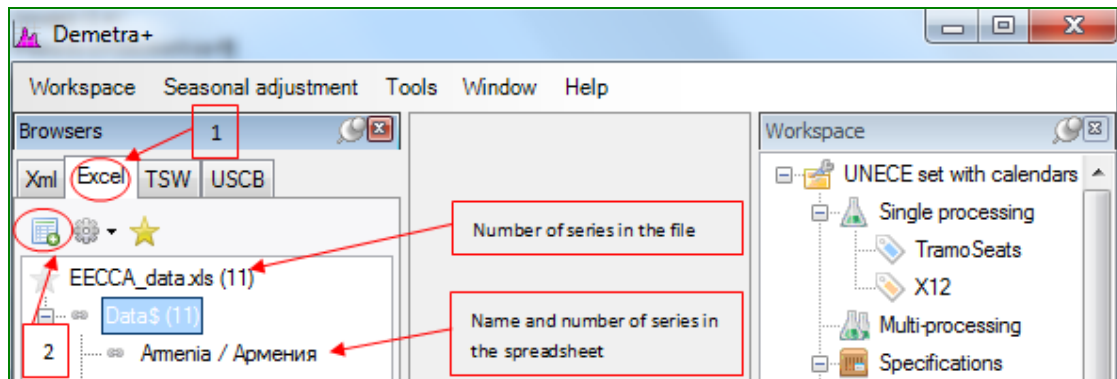 Demetra+
Workspace Seasonal adjustment Tools Window Help
Browsers
1
Xml Excel TSW USCB
EECCA_data.xls (11)
Data$ (11)
2
Armenia / Армения
Number of series in the file
Name and number of series in
the spreadsheet
Workspace
UNECE set with calendars
Single processing
TramoSeats
X12
Multi-processing
Specifications